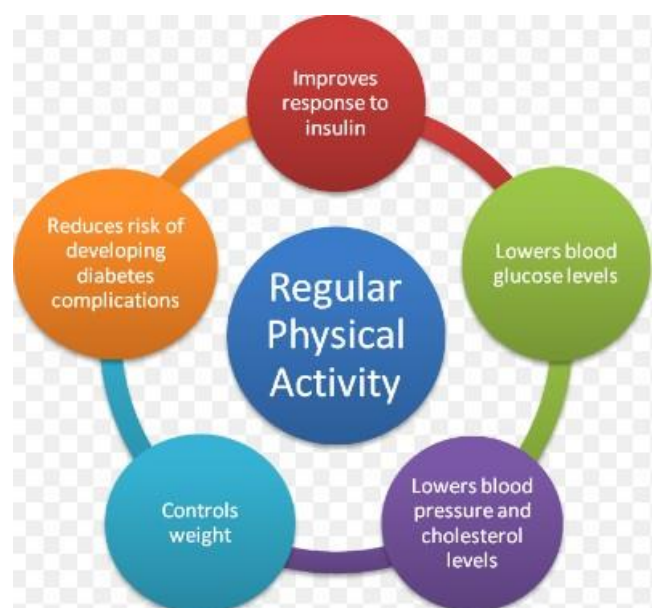 Improves
response to
insulin
Lowers blood
glucose levels
Lowers blood
pressure and
cholesterol
levels
Controls
weight
Reduces risk of
developing
diabetes
complications
Regular
Physical
Activity